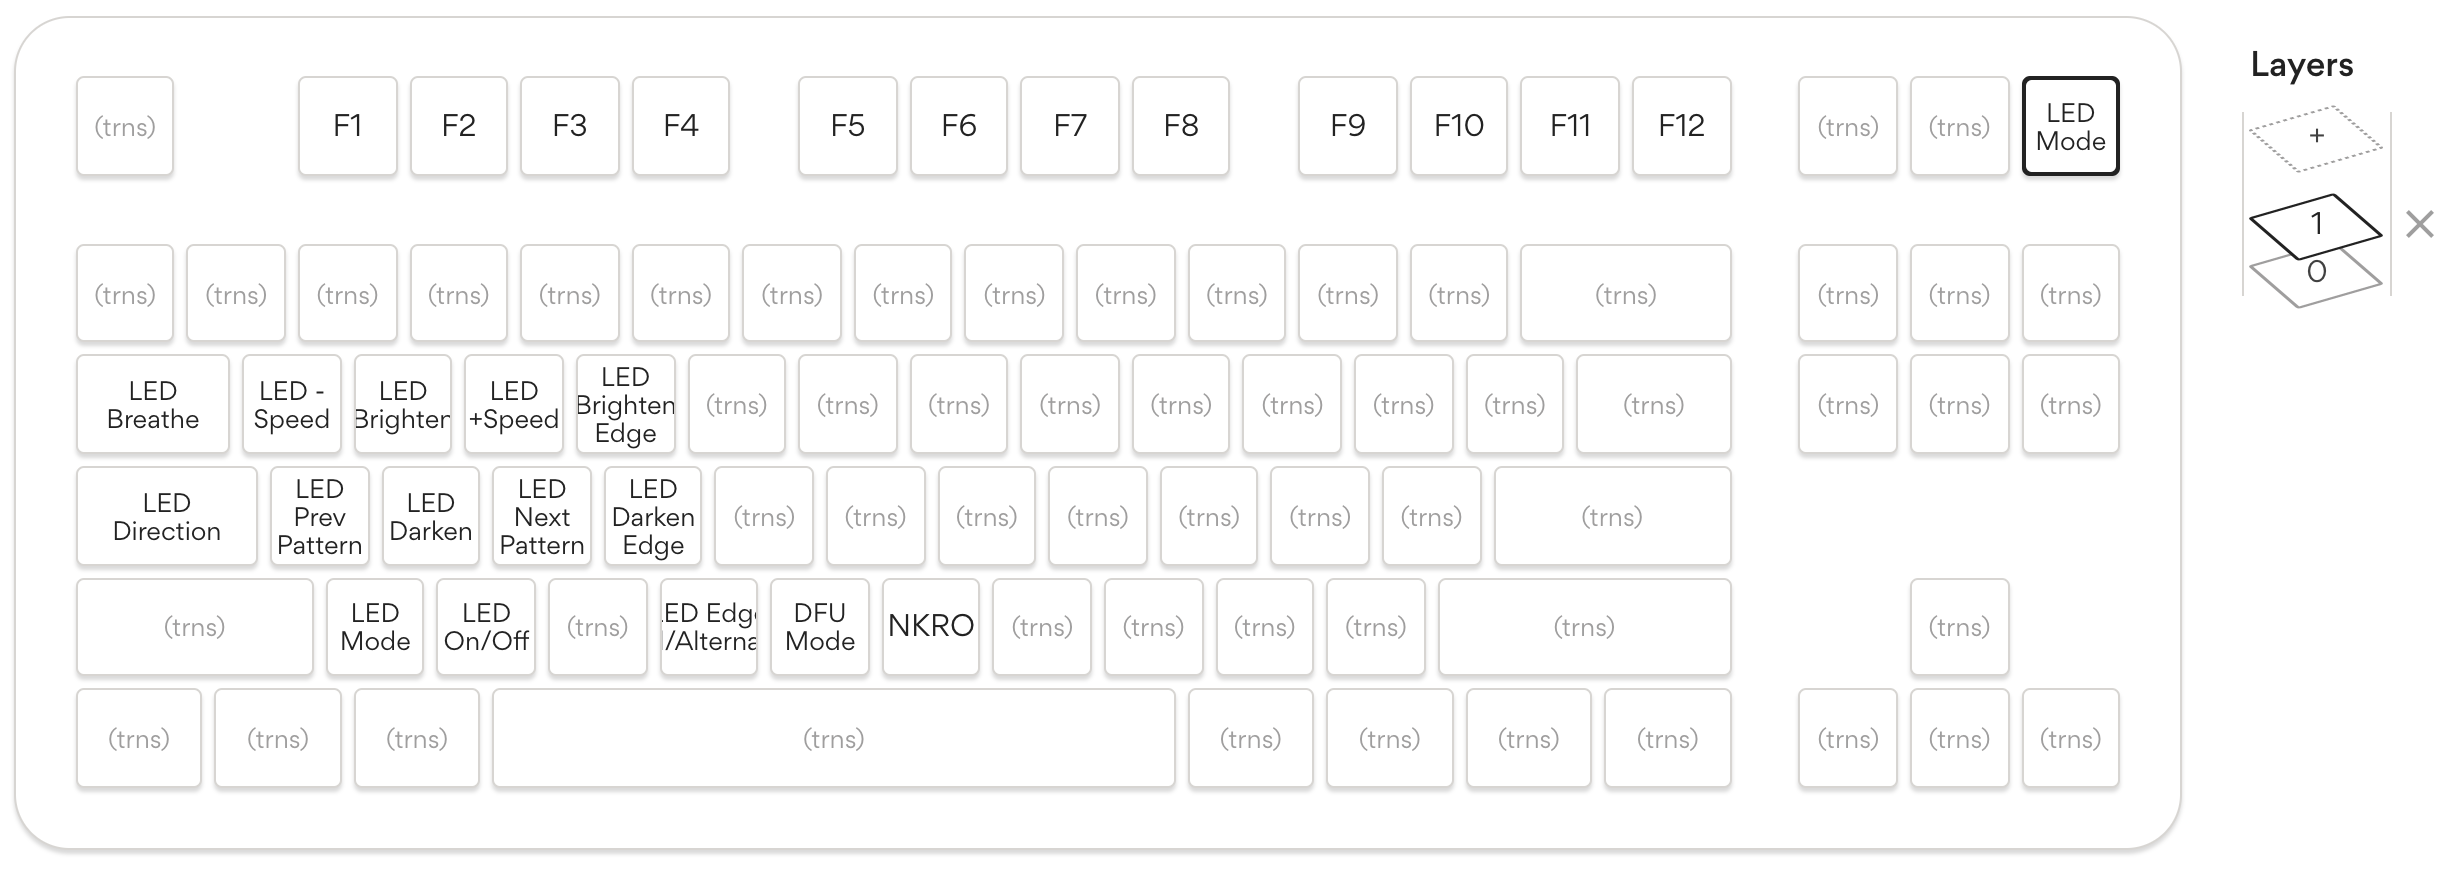 Layers
(trns) F1 F2 F3 F4 F5 F6 F7 F8 F9 F10 F11 F12 (trns) (trns) LED
Mode
+
1
0
(trns) (trns) (trns) (trns) (trns) (trns) (trns) (trns) (trns) (trns) (trns) (trns) (trns) (trns) (trns) (trns) (trns)
LED
Breathe
LED -
Speed
LED
Brighten
LED
+Speed
LED
Brighten
Edge
(trns) (trns) (trns) (trns) (trns) (trns) (trns) (trns) (trns) (trns) (trns) (trns)
LED
Direction
LED
Prev
Pattern
LED
Darken
LED
Next
Pattern
LED
Darken
Edge
(trns) (trns) (trns) (trns) (trns) (trns) (trns) (trns)
(trns)
LED
Mode
LED
On/Off
(trns)
LED Edge
l/Alterna
DFU
Mode
NKRO
(trns) (trns) (trns) (trns) (trns) (trns)
(trns) (trns) (trns) (trns) (trns) (trns) (trns) (trns) (trns) (trns) (trns)